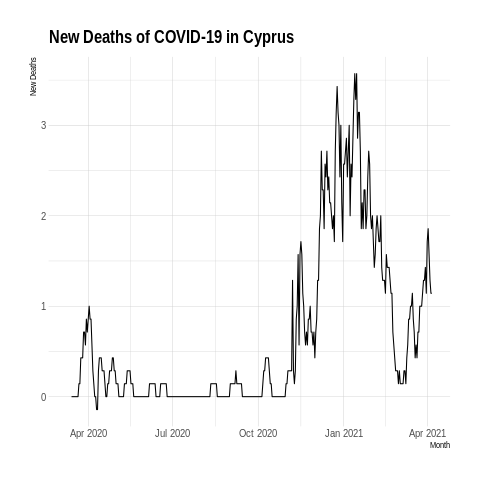 New Deaths of COVID-19 in Cyprus
New Deaths
3
2
1
0
Apr 2020 Jul 2020 Oct 2020 Jan 2021 Apr 2021
Month